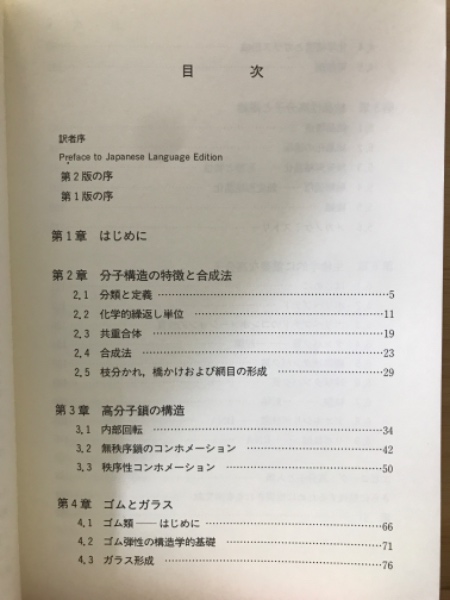 目 次
訳者序
Preface to Japanese Language Edition
第2版の序
第1版の序
第1章 はじめに
第2章 分子構造の特徴と合成法
2.1 分類と定義 ……………………………………5
2.2 化学的繰返し単位 ……………………………11
2.3 共重合体 ……………………………………19
2.4 合成法 ………………………………………23
2.5 枝分かれ，橋かけおよび網目の形成 ………………29
第3章 高分子鎖の構造
3.1 内部回転 ……………………………………34
3.2 無秩序鎖のコンホメーション ……………………42
3.3 秩序性コンホメーション …………………………50
第4章 ゴムとガラス
4.1 ゴム類――はじめに ……………………………66
4.2 ゴム弾性の構造学的基礎 …………………………71
4.3 ガラス形成 ……………………………………76